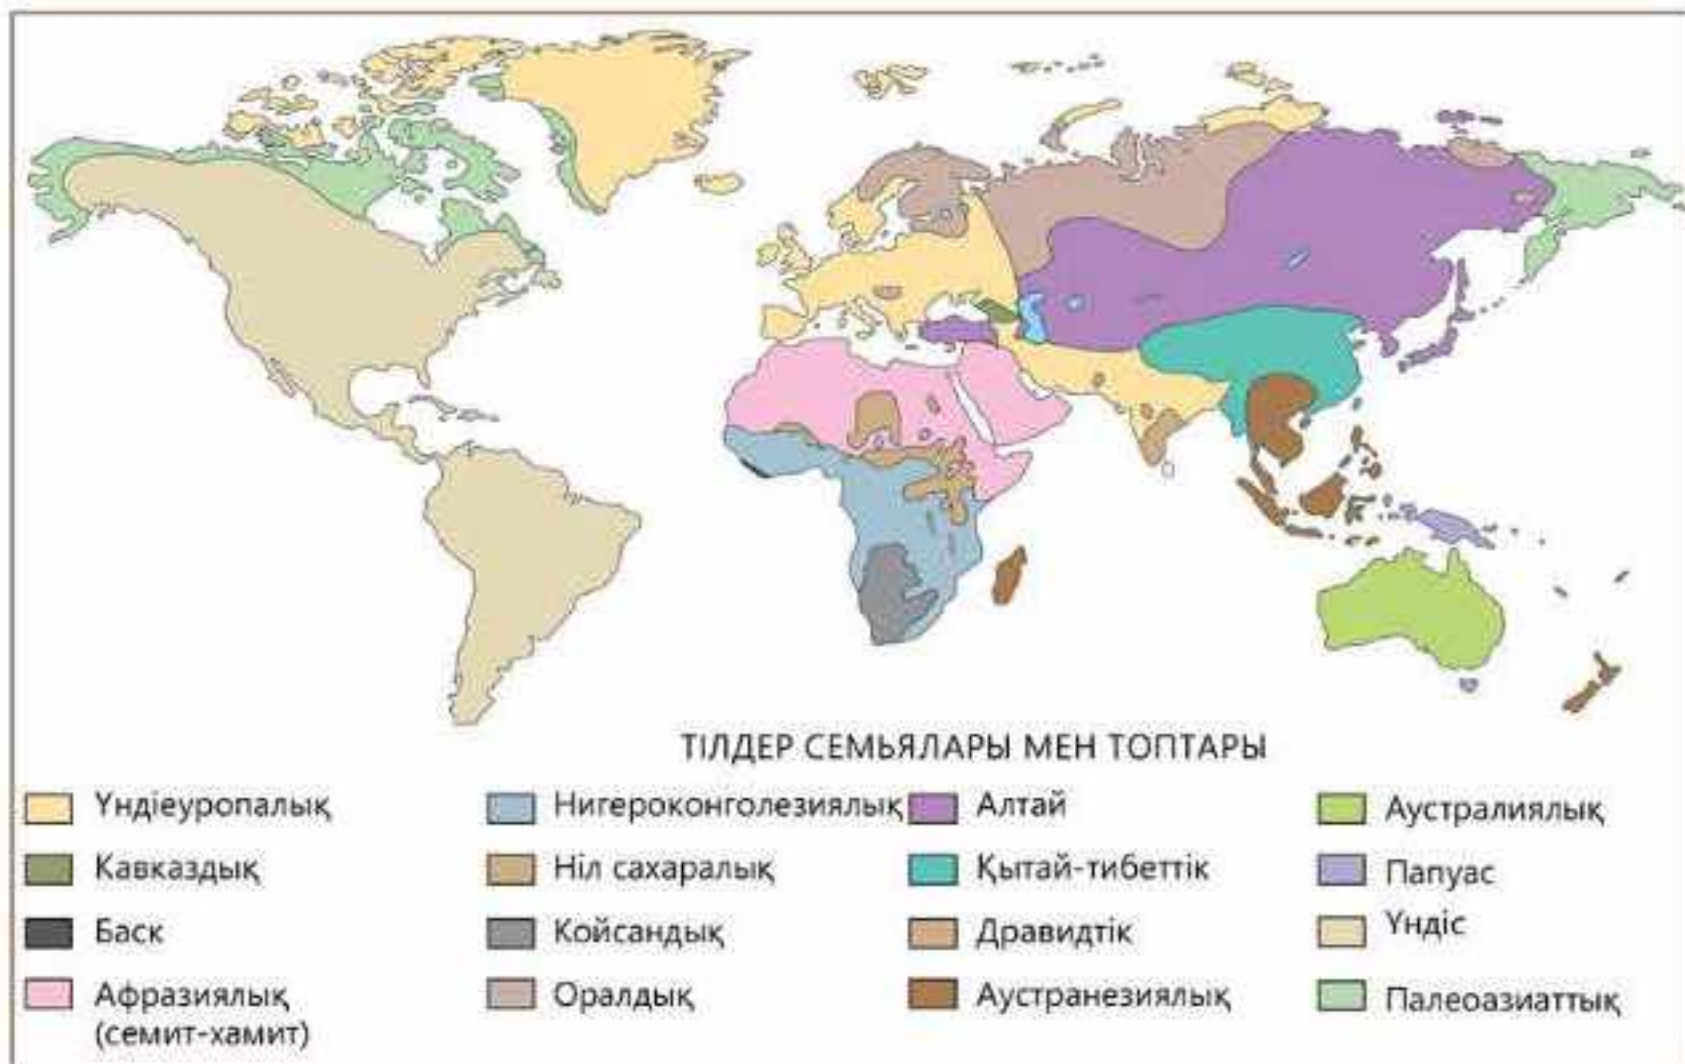 ТІЛДЕР СЕМЬЯЛАРЫ МЕН ТОПТАРЫ
Үндіеуропалық
Кавказдық
Баск
Афразиялық
(семит-хамит)
Нигероконголезиялық
Ніл сахаралық
Койсандық
Оралдық
Алтай
Қытай-тибеттік
Дравидтік
Аустранезиялық
Аустралиялық
Папуас
Үндіс
Палеоазиаттық